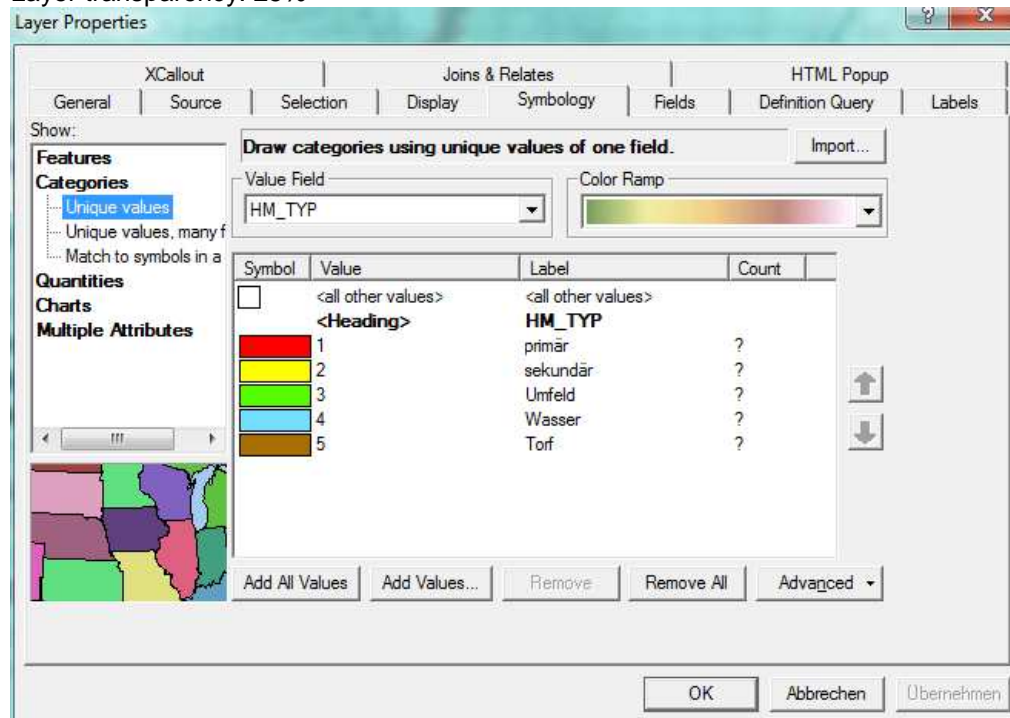 Layer transparency: 25%
Layer Properties
XCallout Joins & Relates HTML Popup
General Source Selection Display Symbology Fields Definition Query Labels
Show:
Features
Categories
Unique values
Unique values, many f
Match to symbols in a
Quantities
Charts
Multiple Attributes
Draw categories using unique values of one field.
Import...
Value Field
HM_TYP
Color Ramp
Symbol Value Label Count
<all other values> <all other values>
<Heading> HM_TYP
1 primär ?
2 sekundär ?
3 Umfeld ?
4 Wasser ?
5 Torf ?
Add All Values Add Values... Remove Remove All Advanced
OK Abbrechen Übernehmen